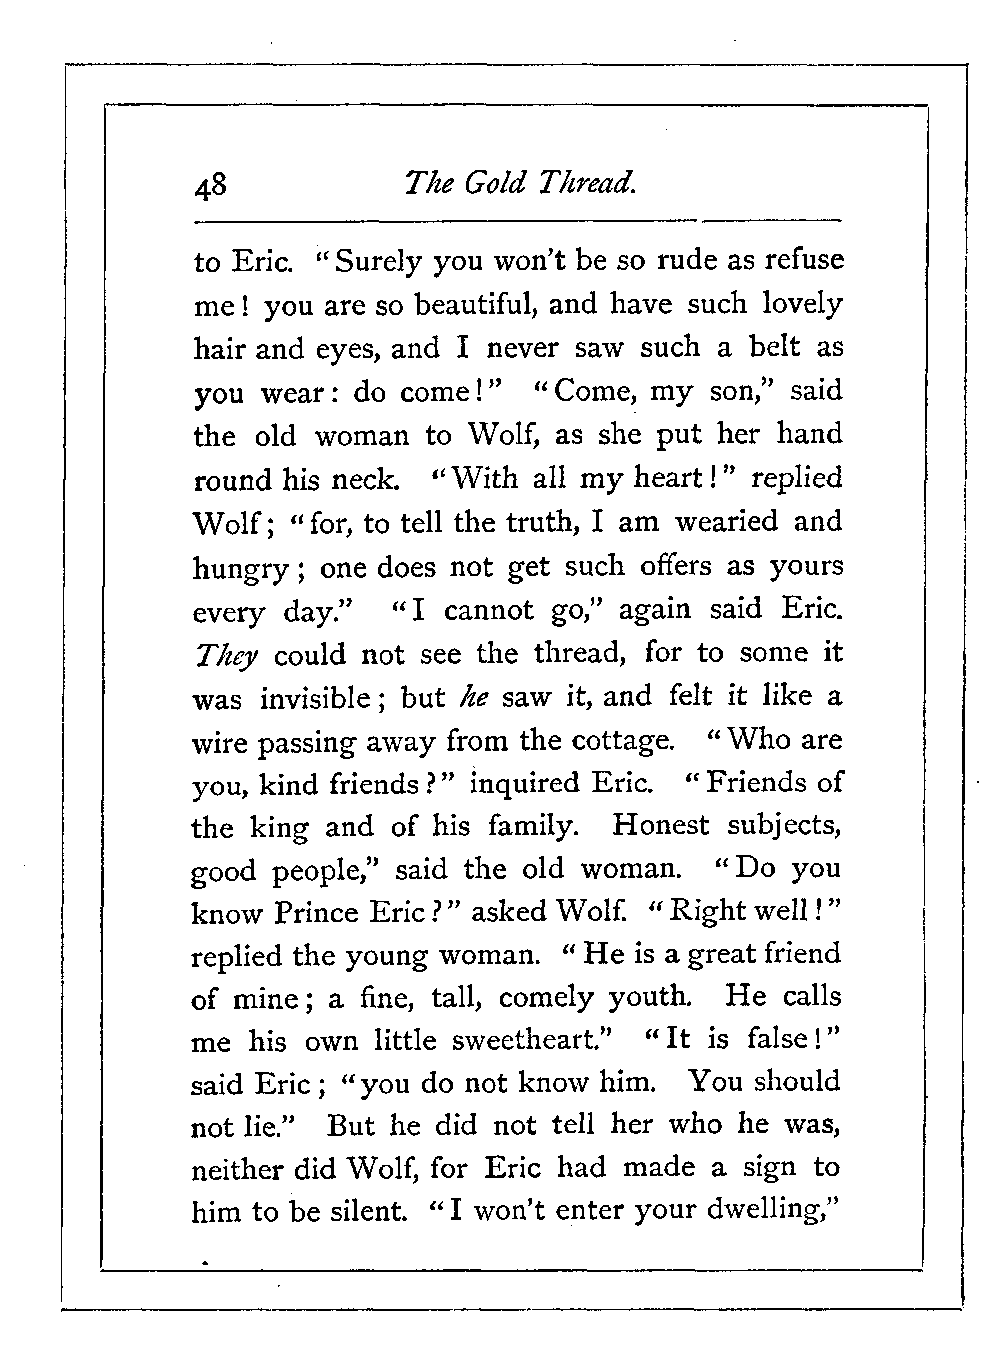 48 The Gold Thread.
to Eric. “Surely you won’t be so rude as refuse
me! you are so beautiful, and have such lovely
hair and eyes, and I never saw such a belt as
you wear: do come!” “Come, my son,” said
the old woman to Wolf, as she put her hand
round his neck. “With all my heart!” replied
Wolf; “for, to tell the truth, I am wearied and
hungry; one does not get such offers as yours
every day.” “I cannot go,” again said Eric.
They could not see the thread, for to some it
was invisible; but he saw it, and felt it like a
wire passing away from the cottage. “Who are
you, kind friends?” inquired Eric. “Friends of
the king and of his family. Honest subjects,
good people,” said the old woman. “Do you
know Prince Eric?” asked Wolf. “Right well!”
replied the young woman. “He is a great friend
of mine; a fine, tall, comely youth. He calls
me his own little sweetheart.” “It is false!”
said Eric; “you do not know him. You should
not lie.” But he did not tell her who he was,
neither did Wolf, for Eric had made a sign to
him to be silent. “I won’t enter your dwelling,”